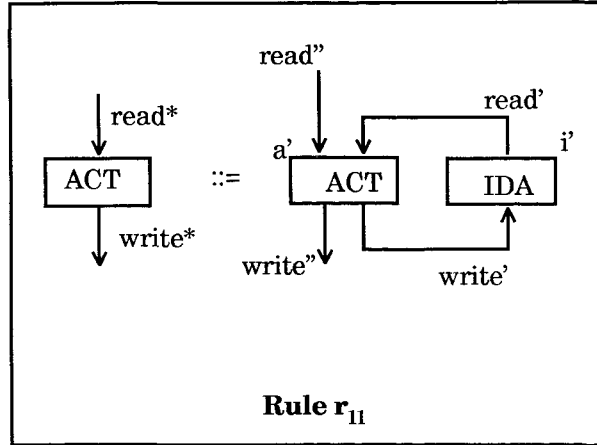 read”
read*
read’
a’
i’
ACT
::=
ACT
IDA
write*
write”
write’
Rule r₁₁